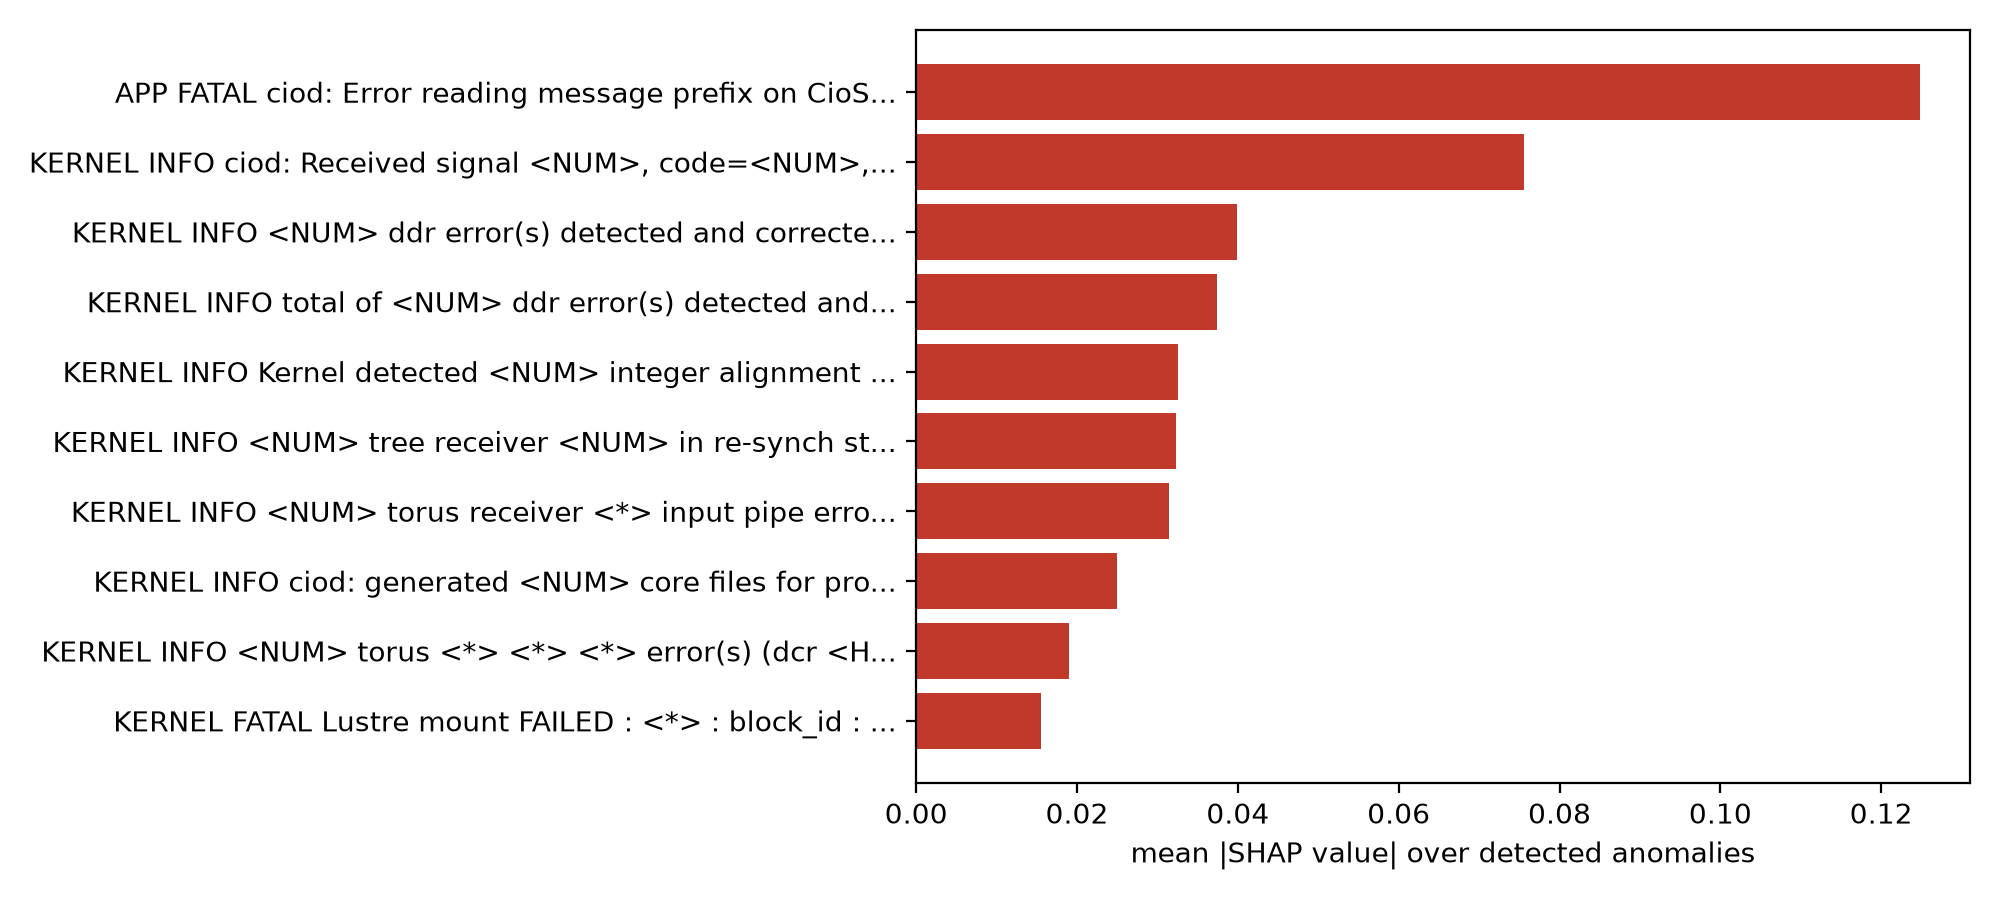 APP FATAL ciod: Error reading message prefix on CioS...
KERNEL INFO ciod: Received signal <NUM>, code=<NUM>,...
KERNEL INFO <NUM> ddr error(s) detected and correcte...
KERNEL INFO total of <NUM> ddr error(s) detected and...
KERNEL INFO Kernel detected <NUM> integer alignment ...
KERNEL INFO <NUM> tree receiver <NUM> in re-synch st...
KERNEL INFO <NUM> torus receiver <*> input pipe erro...
KERNEL INFO ciod: generated <NUM> core files for pro...
KERNEL INFO <NUM> torus <*> <*> <*> error(s) (dcr <H...
KERNEL FATAL Lustre mount FAILED : <*> : block_id : ...
0.00 0.02 0.04 0.06 0.08 0.10 0.12
mean |SHAP value| over detected anomalies